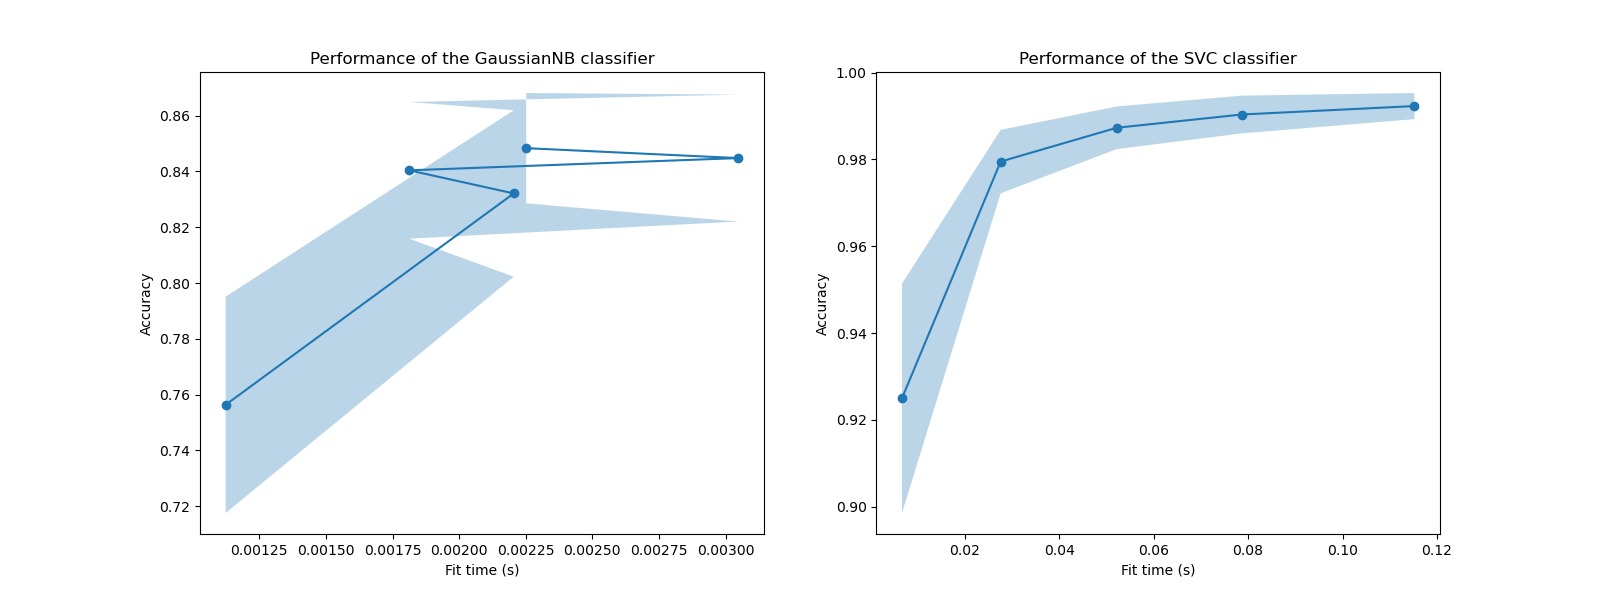 Performance of the GaussianNB classifier
Accuracy
0.86
0.84
0.82
0.80
0.78
0.76
0.74
0.72
0.00125 0.00150 0.00175 0.00200 0.00225 0.00250 0.00275 0.00300
Fit time (s)
Performance of the SVC classifier
Accuracy
1.00
0.98
0.96
0.94
0.92
0.90
0.02 0.04 0.06 0.08 0.10 0.12
Fit time (s)